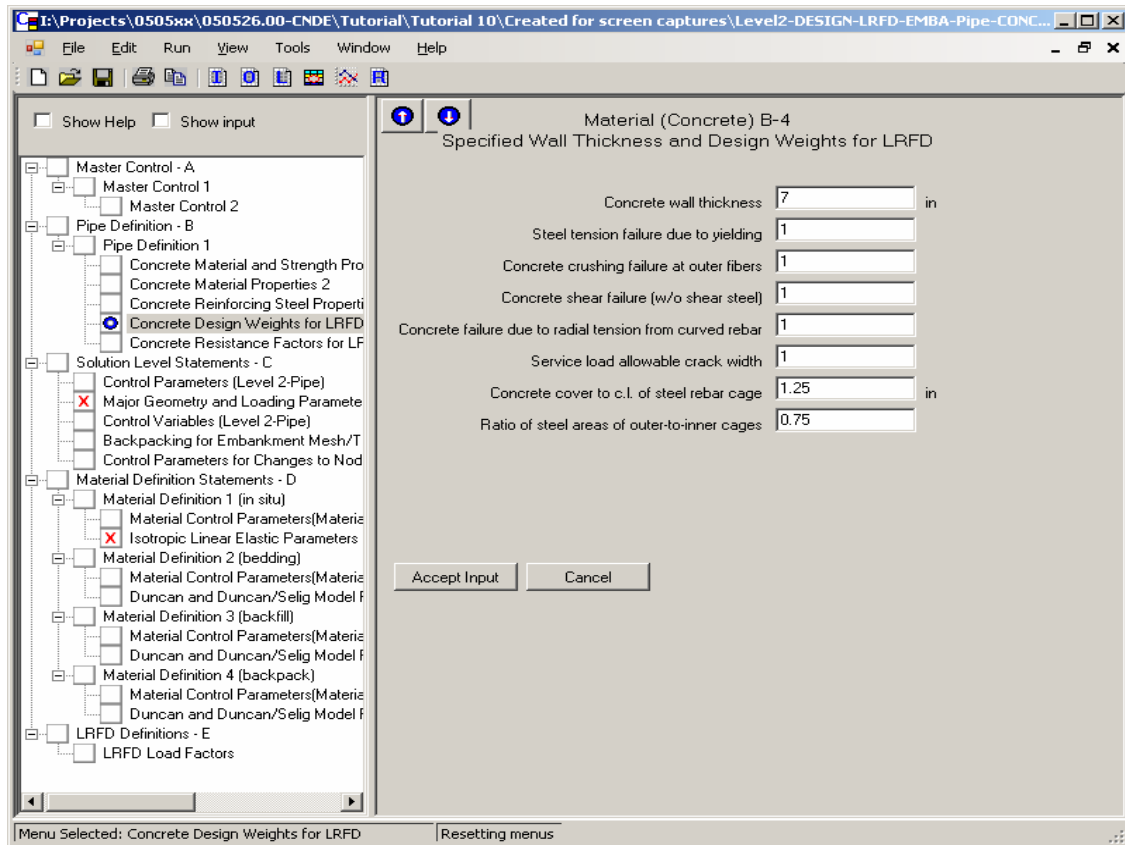 I:\Projects\0505xx\050526.00-CNDE\Tutorial\Tutorial 10\Created for screen captures\Level2-DESIGN-LRFD-EMBA-Pipe-CONC...
File Edit Run View Tools Window Help
Show Help Show input
Master Control - A
Master Control 1
Master Control 2
Pipe Definition - B
Pipe Definition 1
Concrete Material and Strength Pro
Concrete Material Properties 2
Concrete Reinforcing Steel Properti
Concrete Design Weights for LRFD
Concrete Resistance Factors for LF
Solution Level Statements - C
Control Parameters (Level 2-Pipe)
Major Geometry and Loading Paramete
Control Variables (Level 2-Pipe)
Backpacking for Embankment Mesh/T
Control Parameters for Changes to Nod
Material Definition Statements - D
Material Definition 1 (in situ)
Material Control Parameters(Materia
Isotropic Linear Elastic Parameters
Material Definition 2 (bedding)
Material Control Parameters(Materia
Duncan and Duncan/Selig Model F
Material Definition 3 (backfill)
Material Control Parameters(Materia
Duncan and Duncan/Selig Model F
Material Definition 4 (backpack)
Material Control Parameters(Materia
Duncan and Duncan/Selig Model F
LRFD Definitions - E
LRFD Load Factors
Material (Concrete) B-4
Specified Wall Thickness and Design Weights for LRFD
Concrete wall thickness 7 in
Steel tension failure due to yielding 1
Concrete crushing failure at outer fibers 1
Concrete shear failure (w/o shear steel) 1
Concrete failure due to radial tension from curved rebar 1
Service load allowable crack width 1
Concrete cover to c.l. of steel rebar cage 1.25 in
Ratio of steel areas of outer-to-inner cages 0.75
Accept Input Cancel
Menu Selected: Concrete Design Weights for LRFD Resetting menus